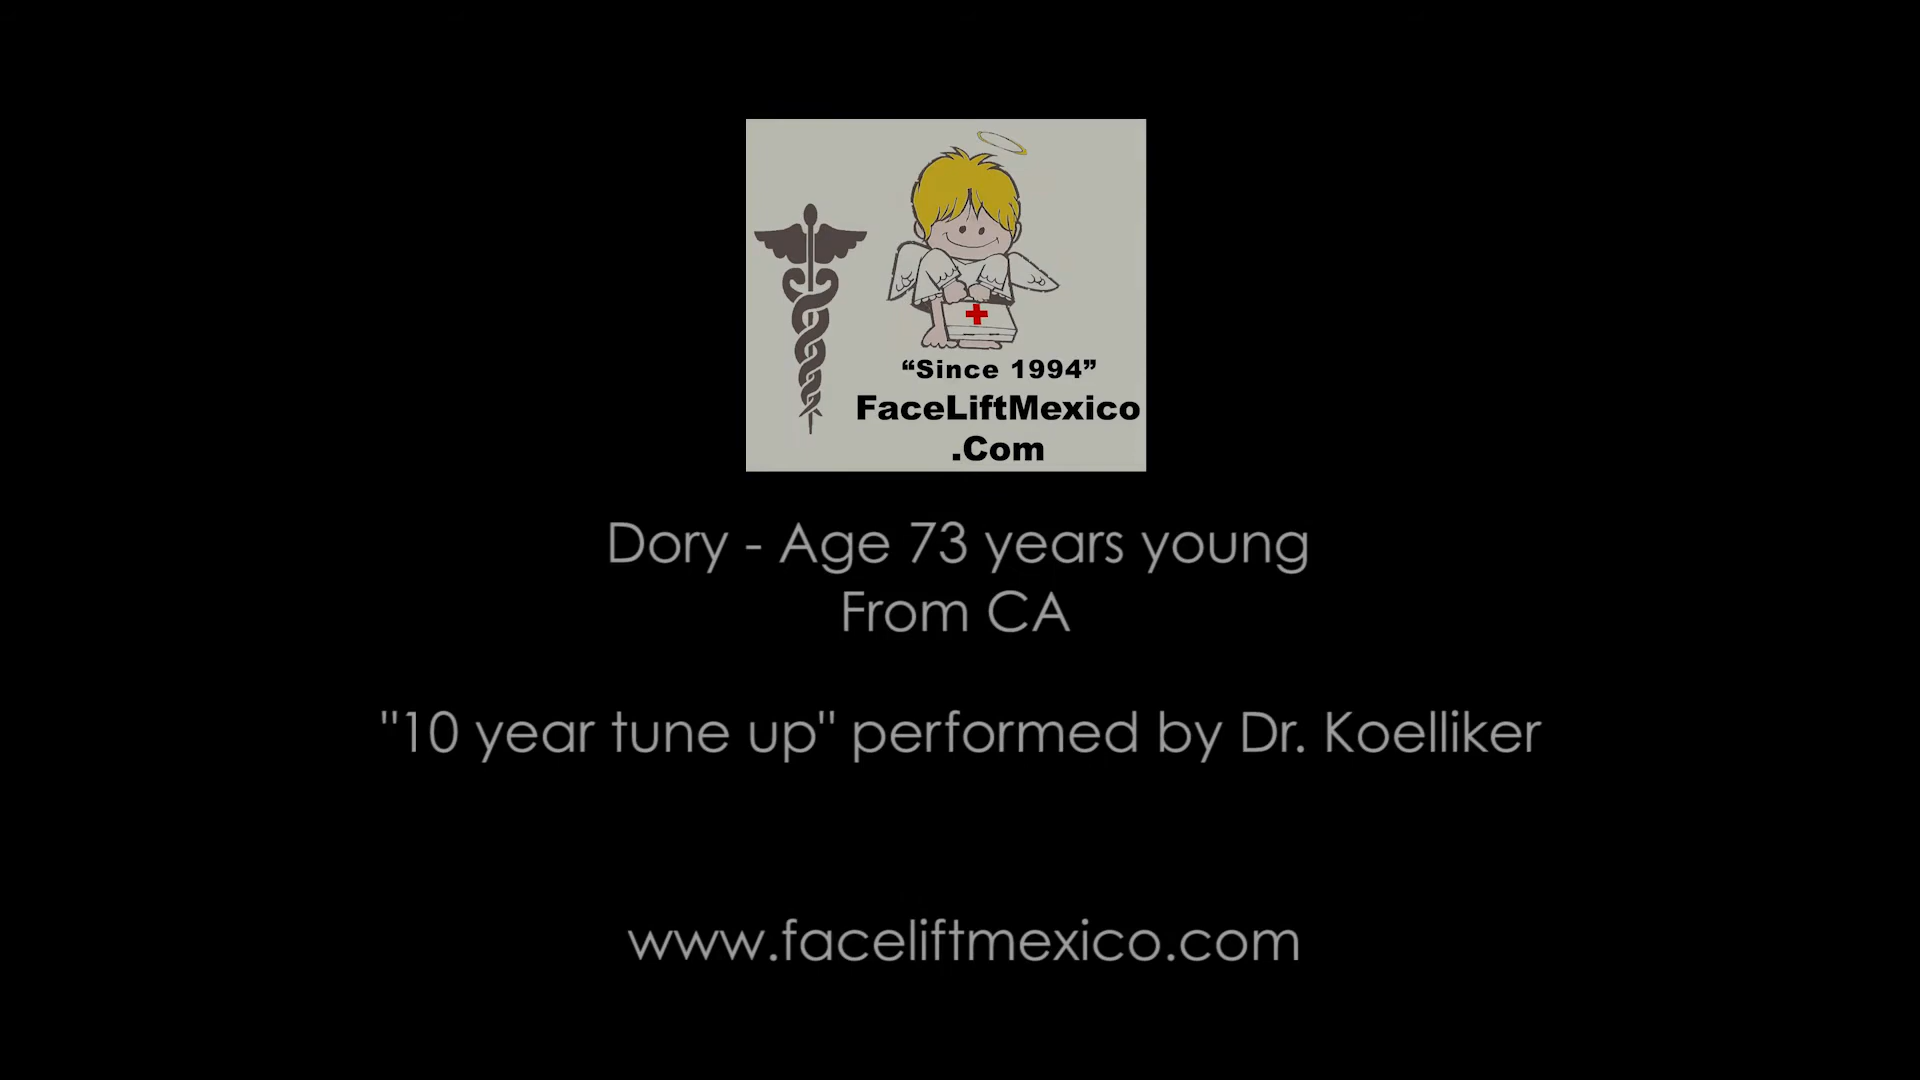 “Since 1994”
FaceLiftMexico
.Com
Dory - Age 73 years young
From CA
"10 year tune up" performed by Dr. Koelliker
www.faceliftmexico.com